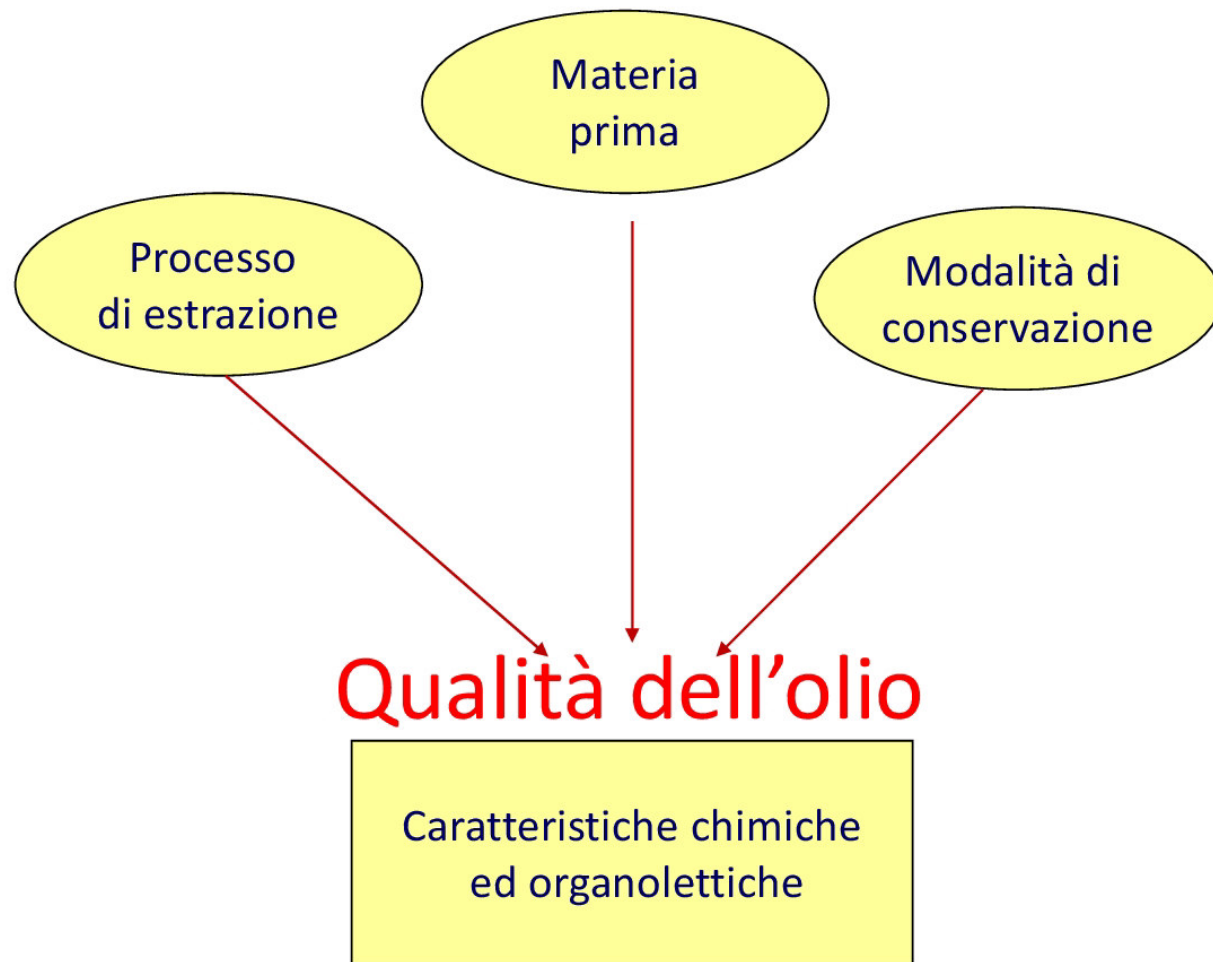 Materia
prima
Processo
di estrazione
Modalità di
conservazione
Qualità dell’olio
Caratteristiche chimiche
ed organolettiche